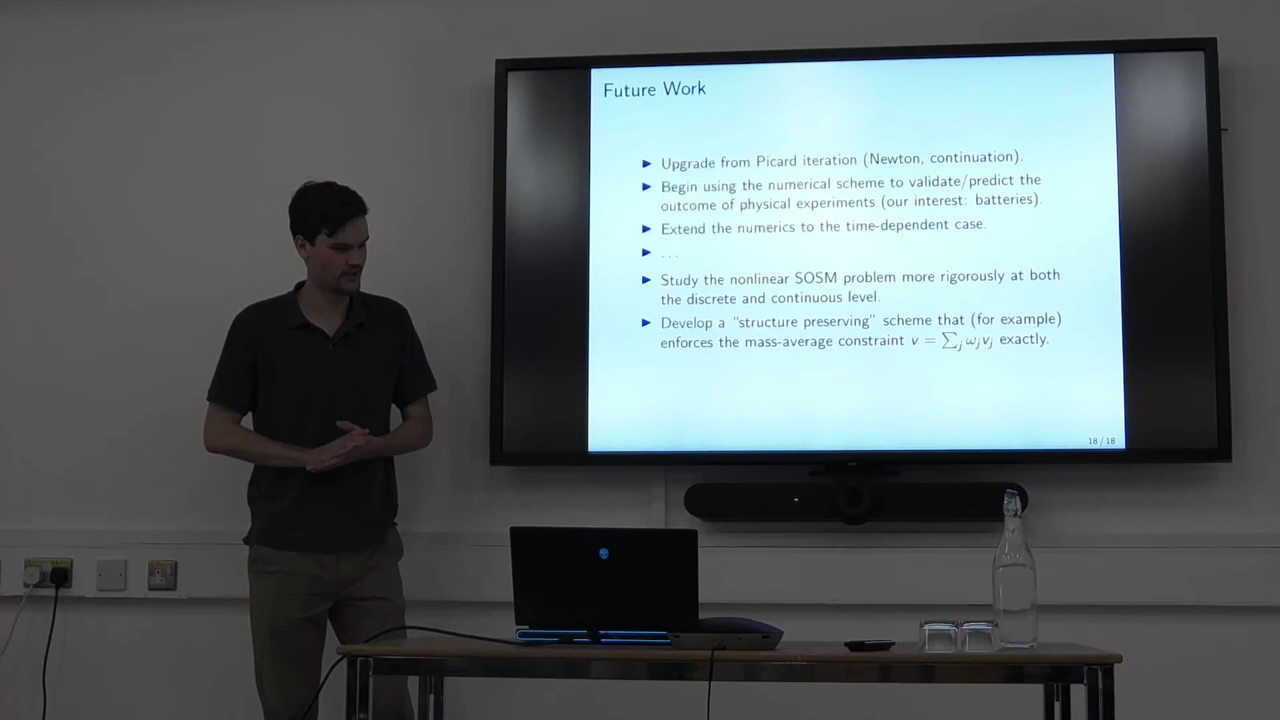 Future Work
▶ Upgrade from Picard iteration (Newton, continuation).
▶ Begin using the numerical scheme to validate/predict the
outcome of physical experiments (our interest: batteries).
▶ Extend the numerics to the time-dependent case.
▶ ...
▶ Study the nonlinear SOSM problem more rigorously at both
the discrete and continuous level.
▶ Develop a “structure preserving” scheme that (for example)
enforces the mass-average constraint v = ∑ⱼ ωⱼvⱼ exactly.
18 / 18